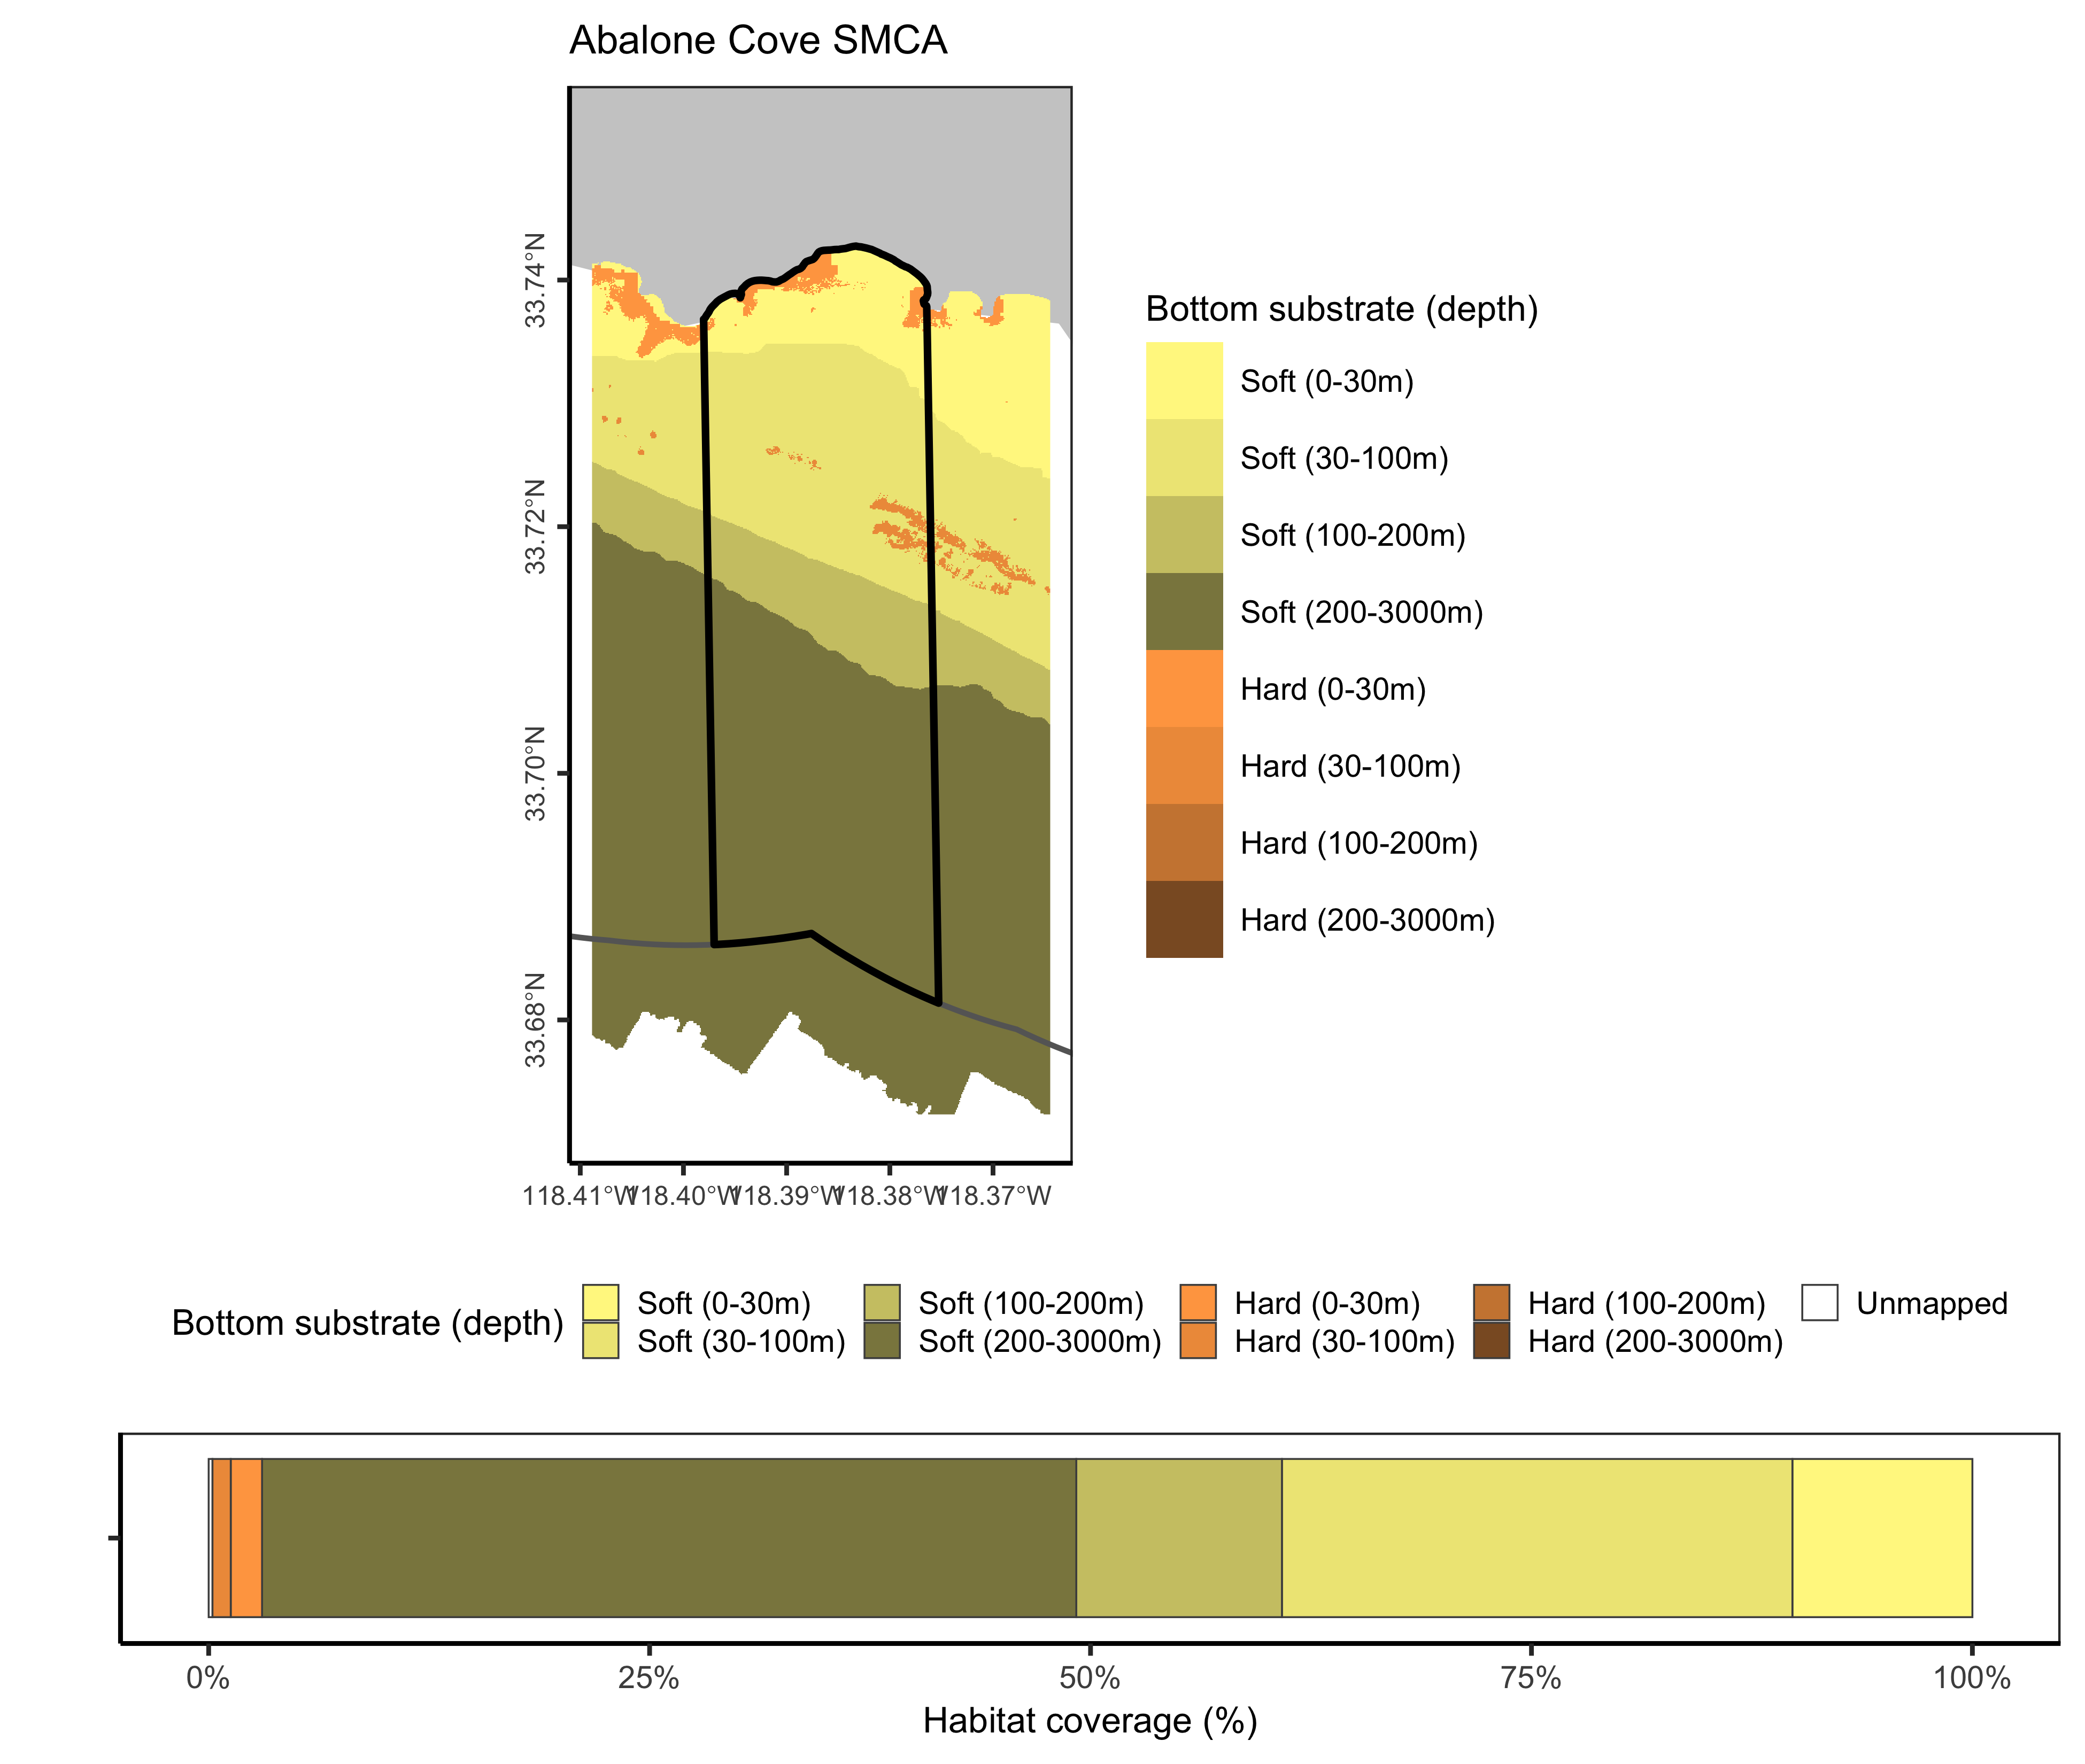 Abalone Cove SMCA
33.74°N
33.72°N
33.70°N
33.68°N
118.41°W 118.40°W 118.39°W 118.38°W 118.37°W
Bottom substrate (depth)
Soft (0-30m)
Soft (30-100m)
Soft (100-200m)
Soft (200-3000m)
Hard (0-30m)
Hard (30-100m)
Hard (100-200m)
Hard (200-3000m)
Bottom substrate (depth)
Soft (0-30m) Soft (100-200m) Hard (0-30m) Hard (100-200m) Unmapped
Soft (30-100m) Soft (200-3000m) Hard (30-100m) Hard (200-3000m)
0% 25% 50% 75% 100%
Habitat coverage (%)